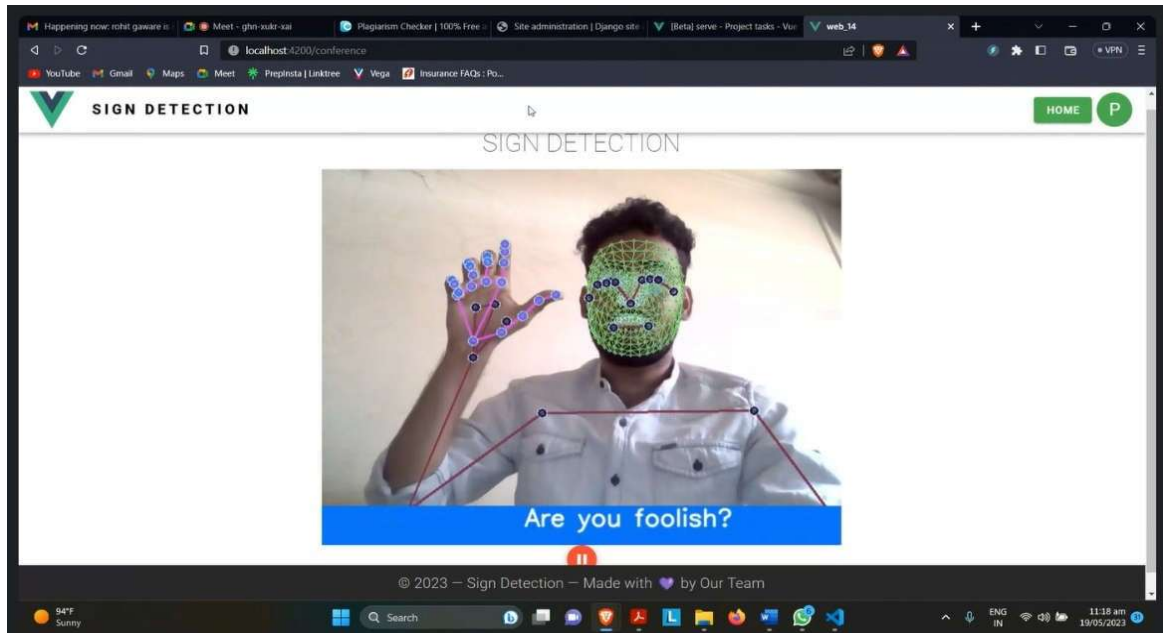 Happening now: rohit gaware is
Meet - ghn-xukr-xai
Plagiarism Checker | 100% Free
Site administration | Django site
[Beta] serve - Project tasks - Vue
web_14
localhost:4200/conference
VPN
YouTube
Gmail
Maps
Meet
PrepInsta | Linktree
Vega
Insurance FAQs : Po...
SIGN DETECTION
HOME
P
SIGN DETECTION
Are you foolish?
© 2023 — Sign Detection — Made with 💜 by Our Team
94°F
Sunny
Search
ENG
IN
11:18 am
19/05/2023